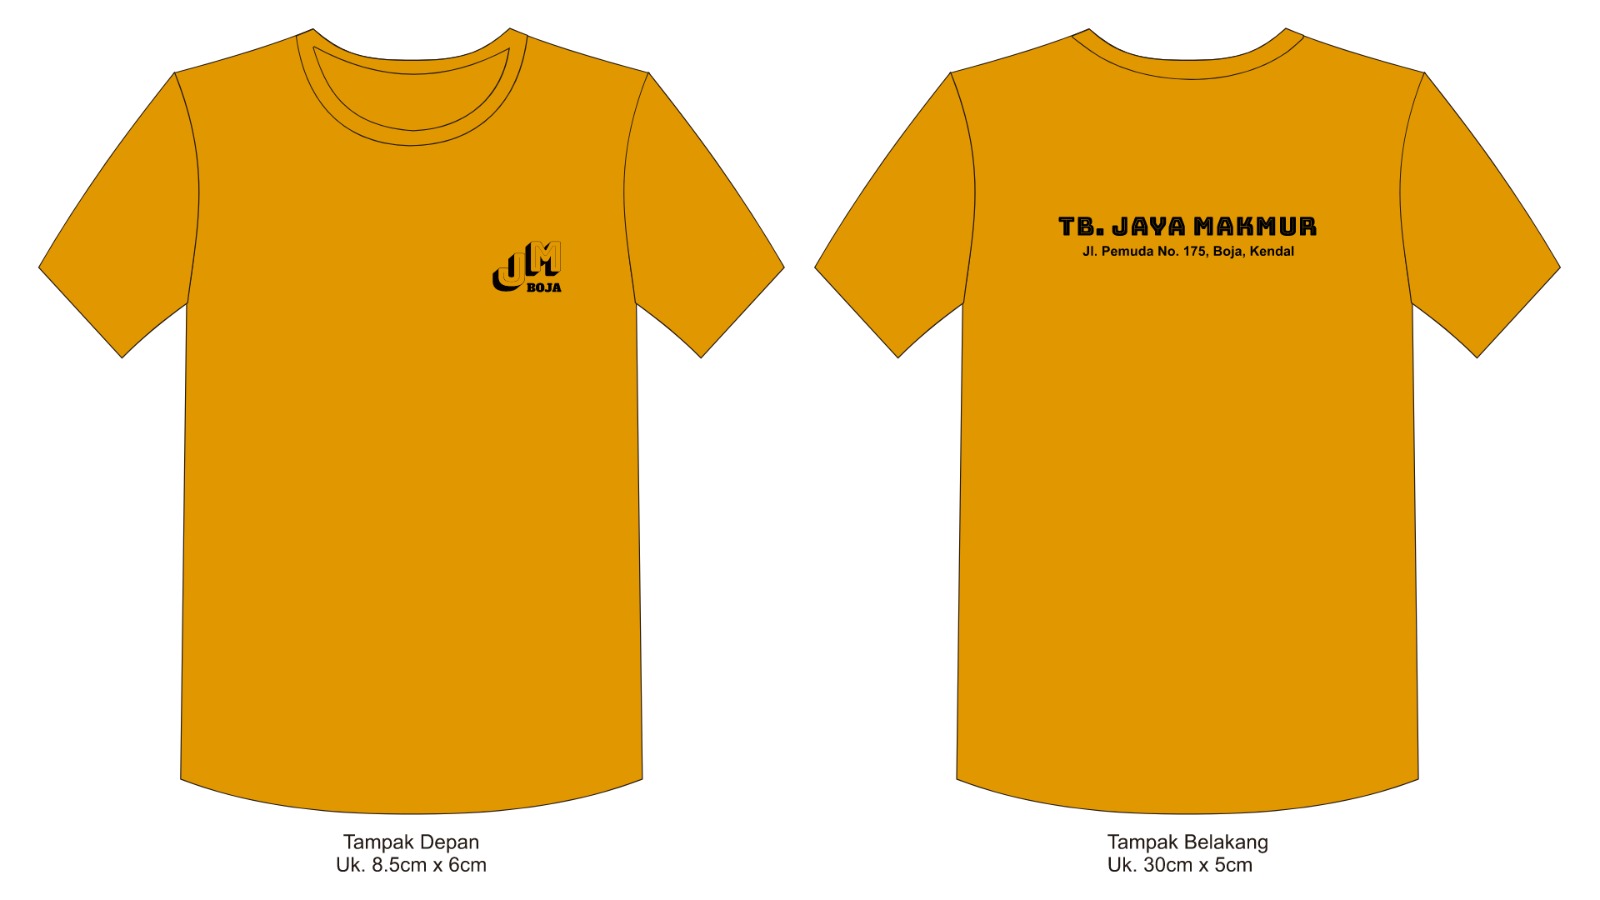 JM
BOJA
TB. JAYA MAKMUR
Jl. Pemuda No. 175, Boja, Kendal
Tampak Depan
Uk. 8.5cm x 6cm
Tampak Belakang
Uk. 30cm x 5cm